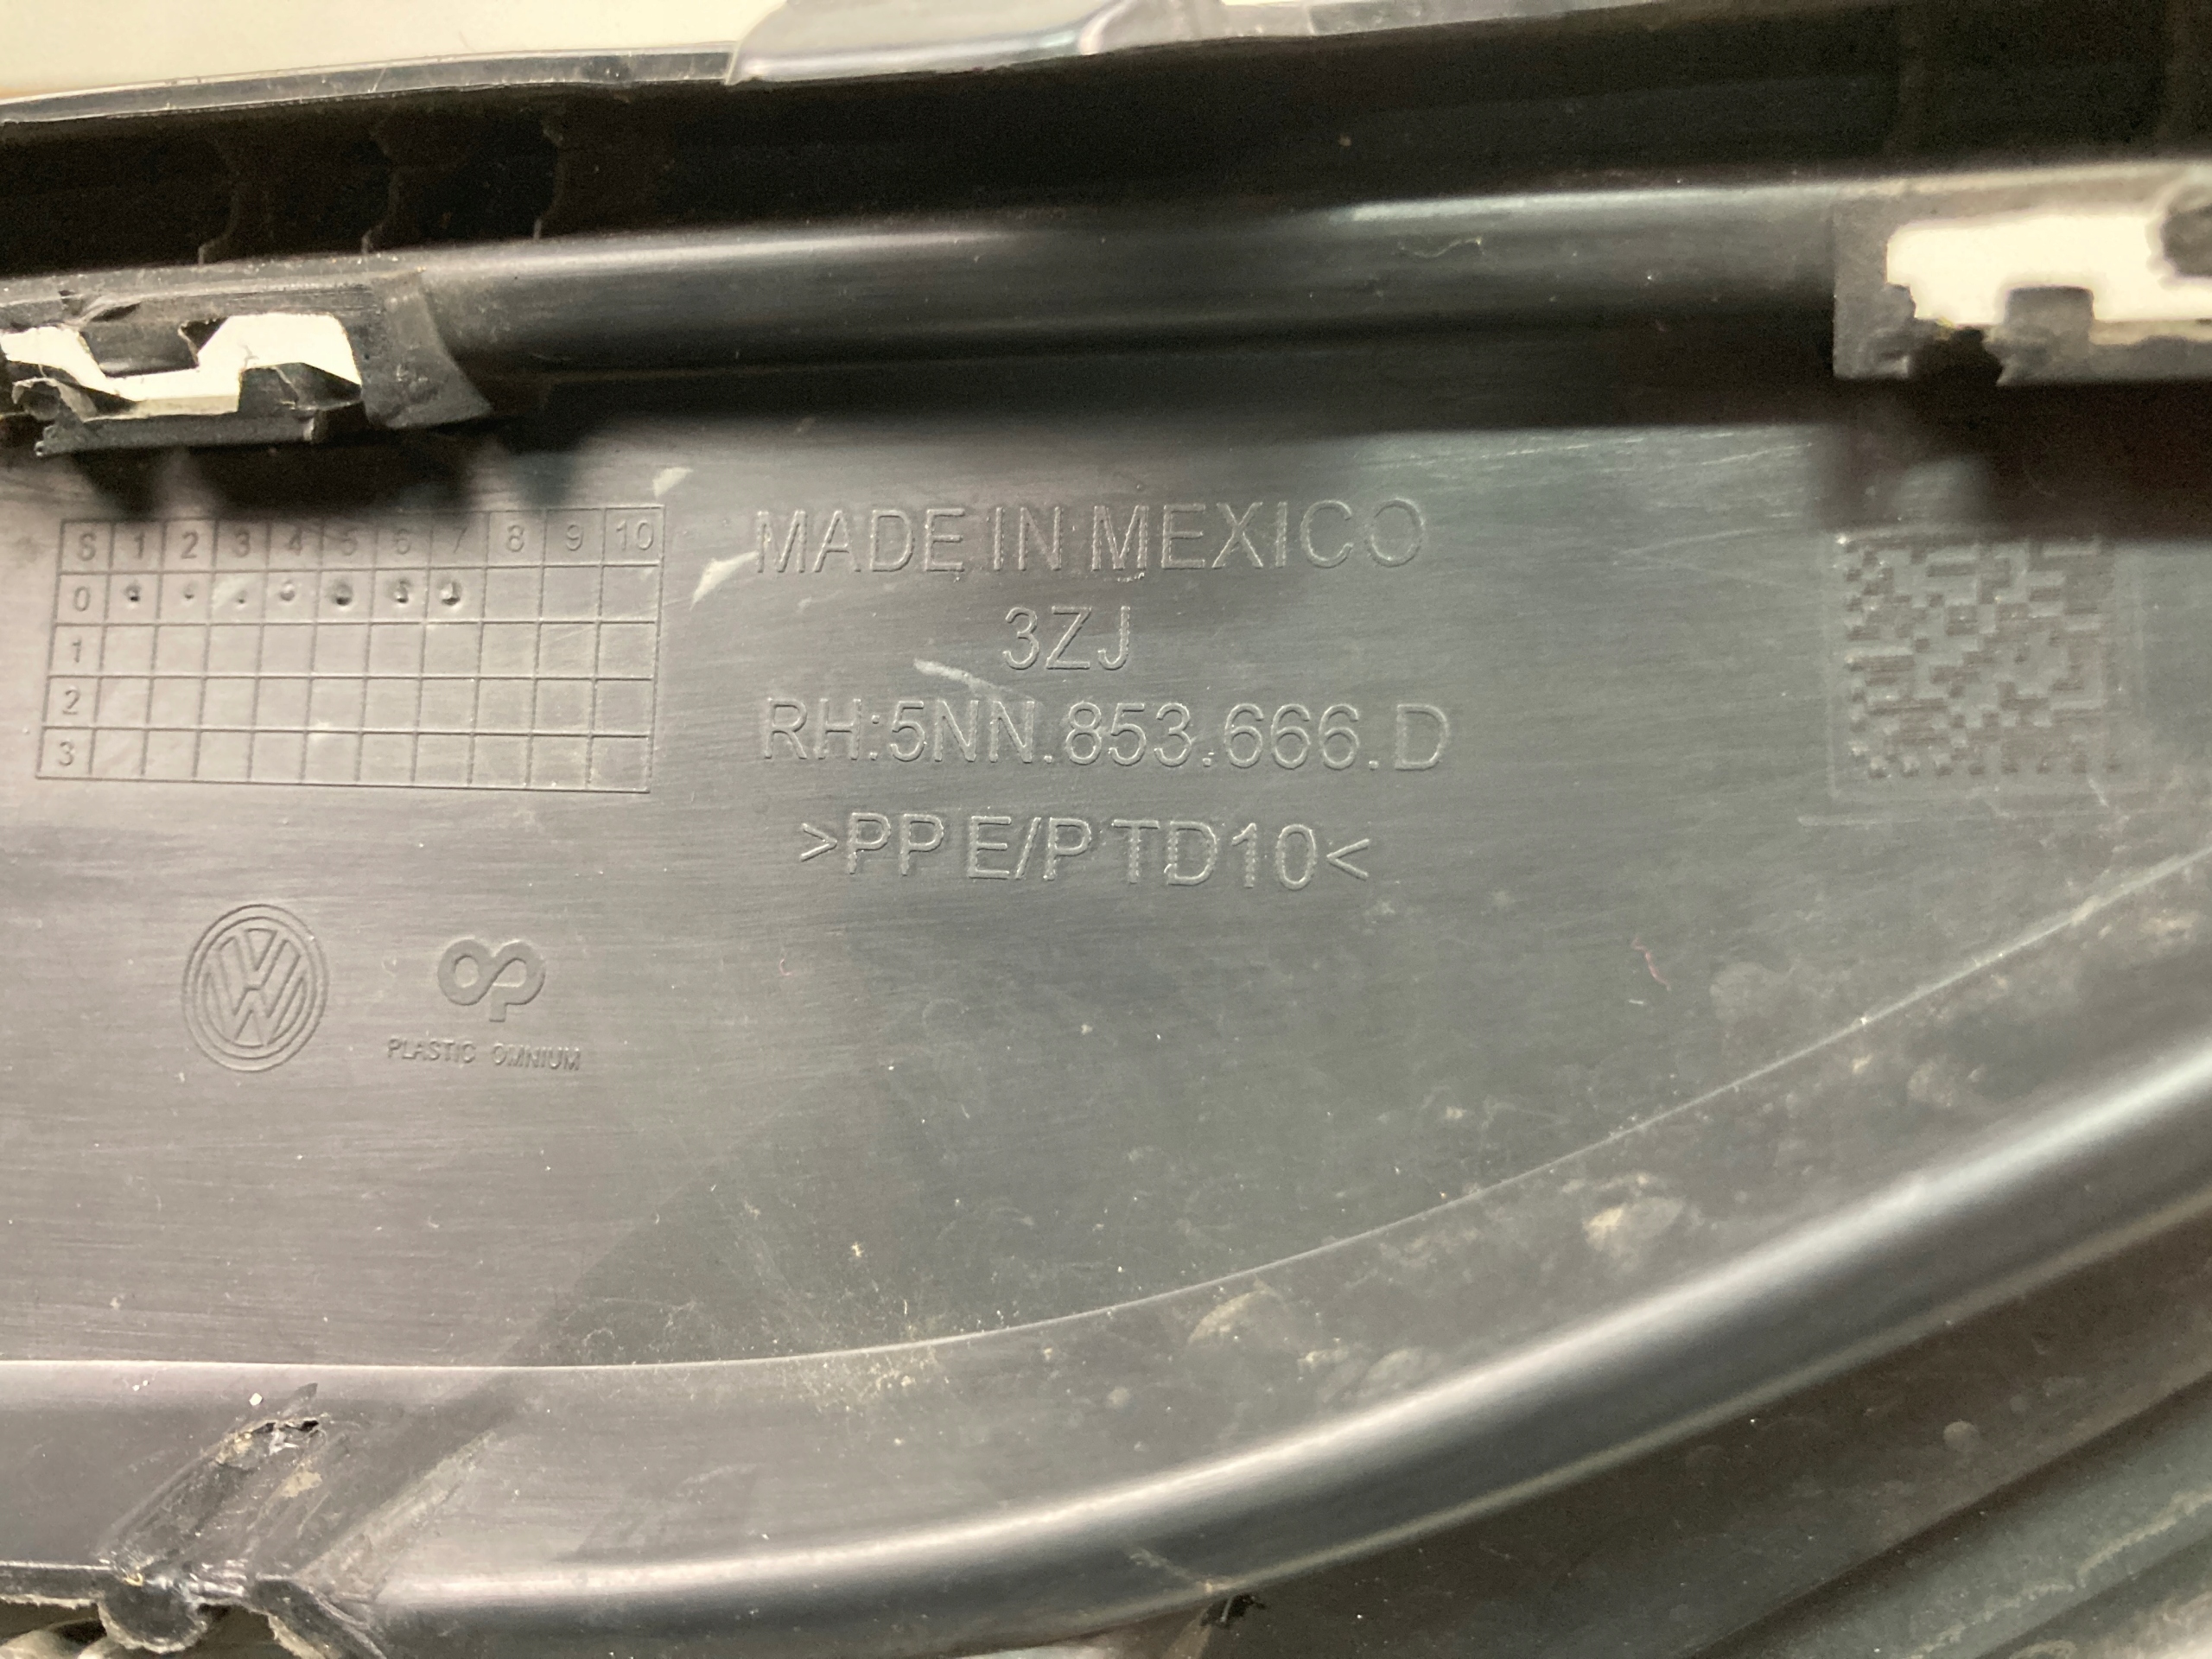 S 1 2 3 4 5 6 7 8 9 10
0
1
2
3
MADE IN MEXICO
3ZJ
RH:5NN.853.666.D
>PP E/P TD10<
VW
PLASTIC OMNIUM